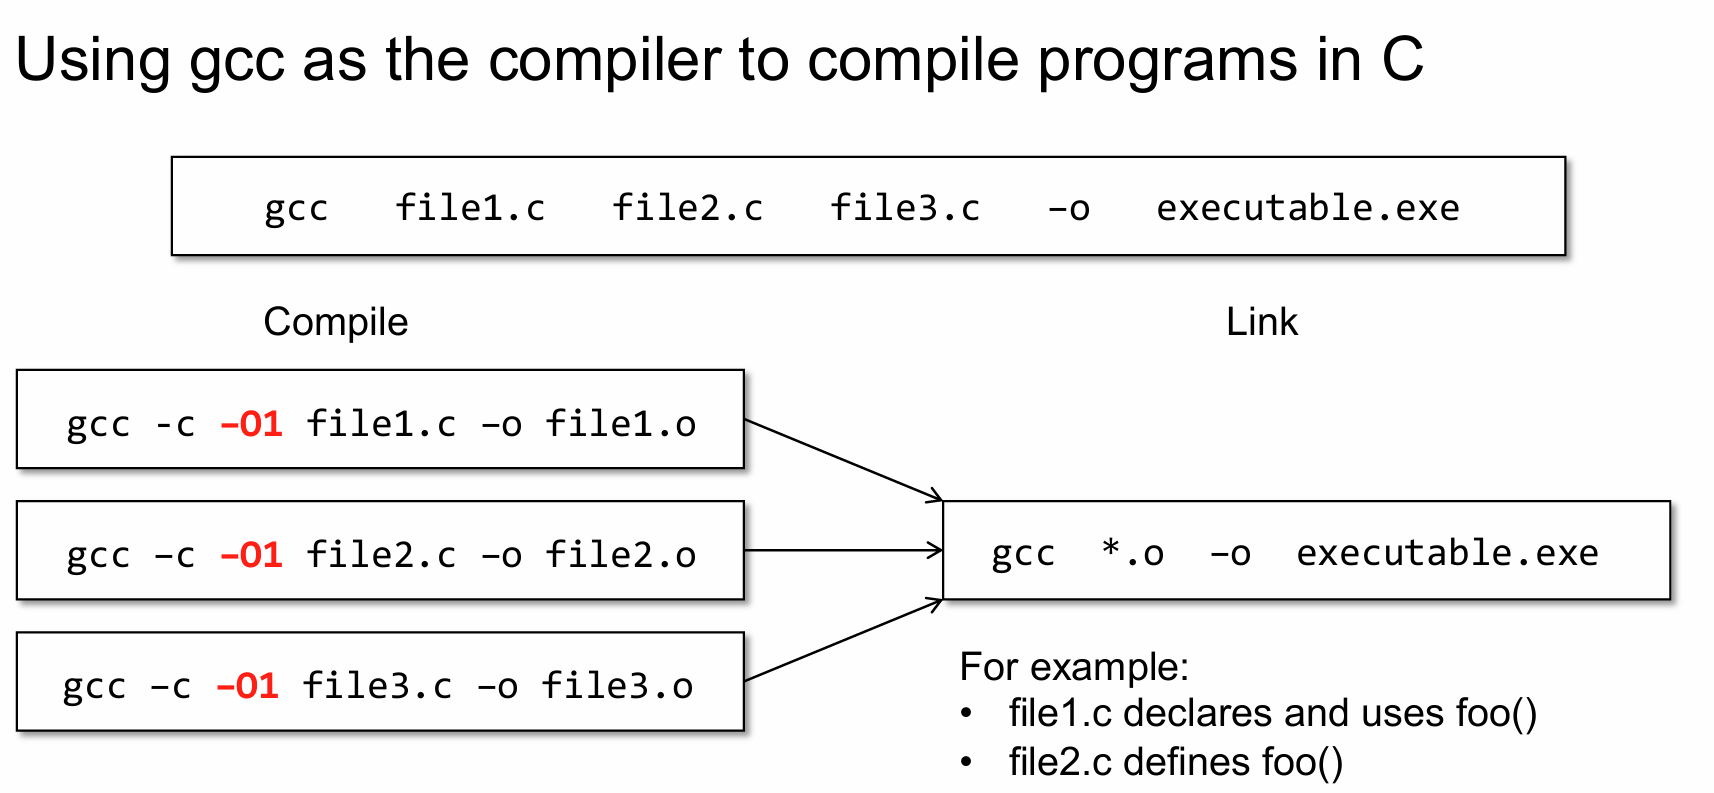 Using gcc as the compiler to compile programs in C
gcc file1.c file2.c file3.c –o executable.exe
Compile
Link
gcc -c –O1 file1.c –o file1.o
gcc –c –O1 file2.c –o file2.o
gcc –c –O1 file3.c –o file3.o
gcc *.o –o executable.exe
For example:
• file1.c declares and uses foo()
• file2.c defines foo()